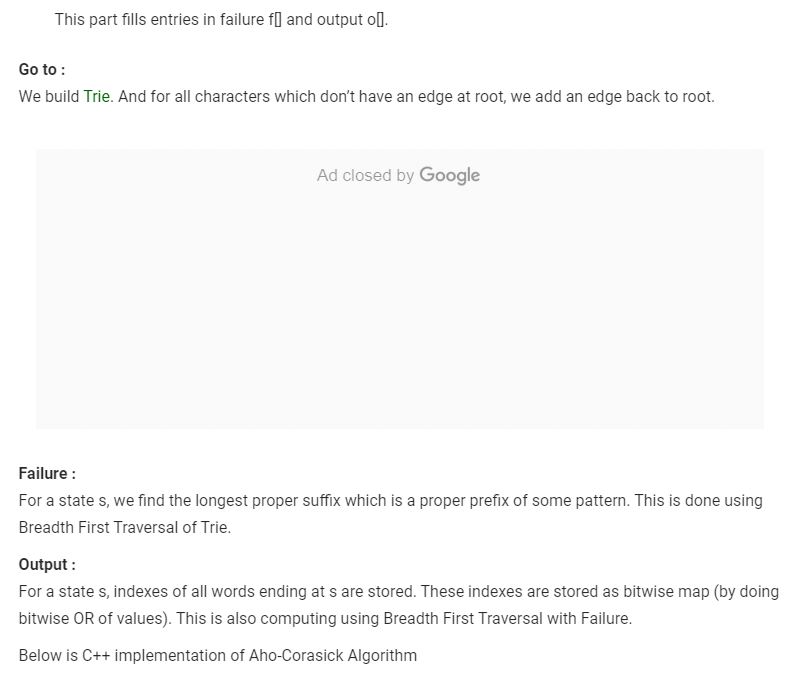 This part fills entries in failure f[] and output o[].
Go to :
We build Trie. And for all characters which don’t have an edge at root, we add an edge back to root.
Ad closed by Google
Failure :
For a state s, we find the longest proper suffix which is a proper prefix of some pattern. This is done using
Breadth First Traversal of Trie.
Output :
For a state s, indexes of all words ending at s are stored. These indexes are stored as bitwise map (by doing
bitwise OR of values). This is also computing using Breadth First Traversal with Failure.
Below is C++ implementation of Aho-Corasick Algorithm